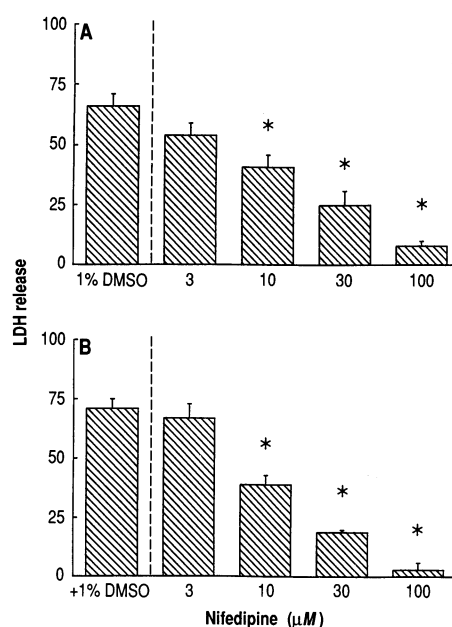 A
100
75
50
25
0
* * *
1% DMSO 3 10 30 100
LDH release
B
100
75
50
25
0
* * *
+1% DMSO 3 10 30 100
Nifedipine (μM)